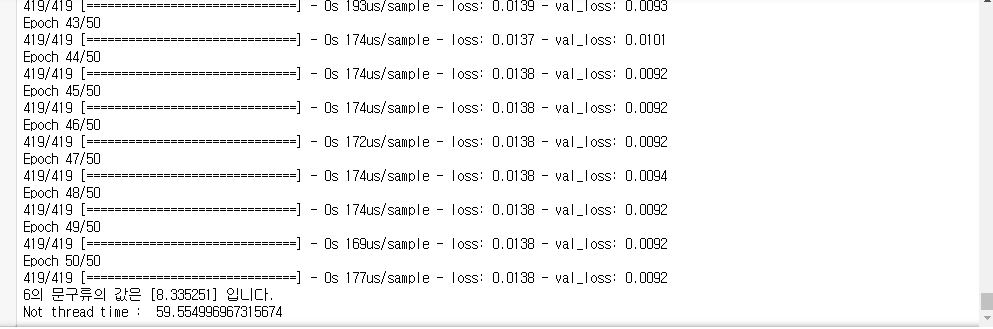 419/419 [==============================] - 0s 193us/sample - loss: 0.0139 - val_loss: 0.0093
Epoch 43/50
419/419 [==============================] - 0s 174us/sample - loss: 0.0137 - val_loss: 0.0101
Epoch 44/50
419/419 [==============================] - 0s 174us/sample - loss: 0.0138 - val_loss: 0.0092
Epoch 45/50
419/419 [==============================] - 0s 174us/sample - loss: 0.0138 - val_loss: 0.0092
Epoch 46/50
419/419 [==============================] - 0s 172us/sample - loss: 0.0138 - val_loss: 0.0092
Epoch 47/50
419/419 [==============================] - 0s 174us/sample - loss: 0.0138 - val_loss: 0.0094
Epoch 48/50
419/419 [==============================] - 0s 174us/sample - loss: 0.0138 - val_loss: 0.0092
Epoch 49/50
419/419 [==============================] - 0s 169us/sample - loss: 0.0138 - val_loss: 0.0092
Epoch 50/50
419/419 [==============================] - 0s 177us/sample - loss: 0.0138 - val_loss: 0.0092
6의 문구류의 값은 [8.335251] 입니다.
Not thread time :  59.554996967315674